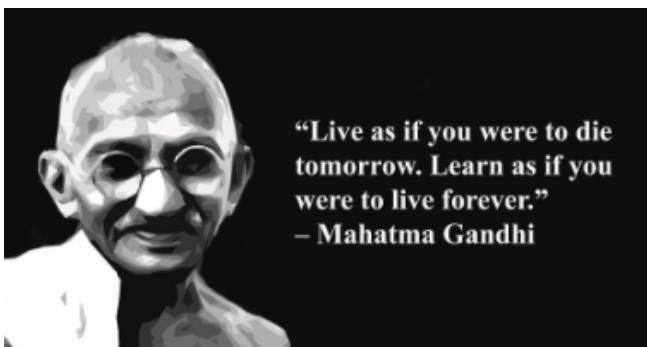 “Live as if you were to die
tomorrow. Learn as if you
were to live forever.”
– Mahatma Gandhi